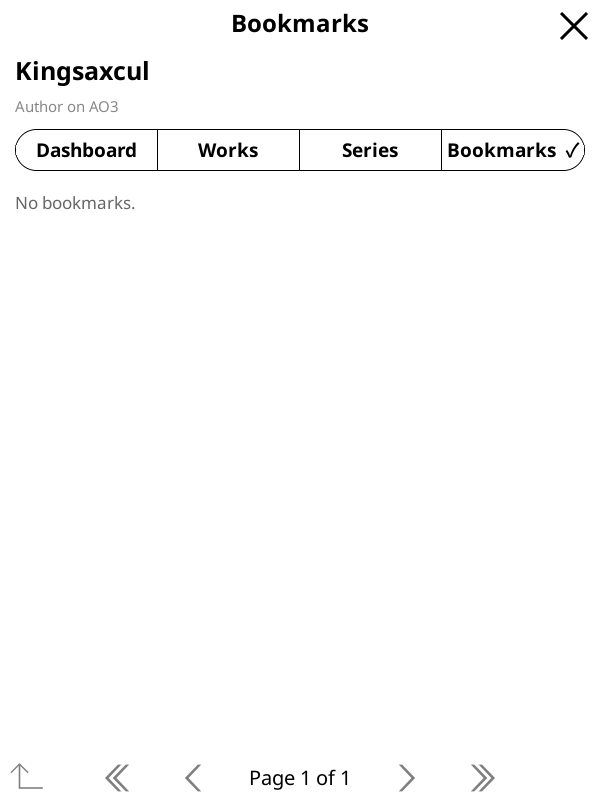 Bookmarks
Kingsaxcul
Author on AO3
Dashboard Works Series Bookmarks ✓
No bookmarks.
Page 1 of 1